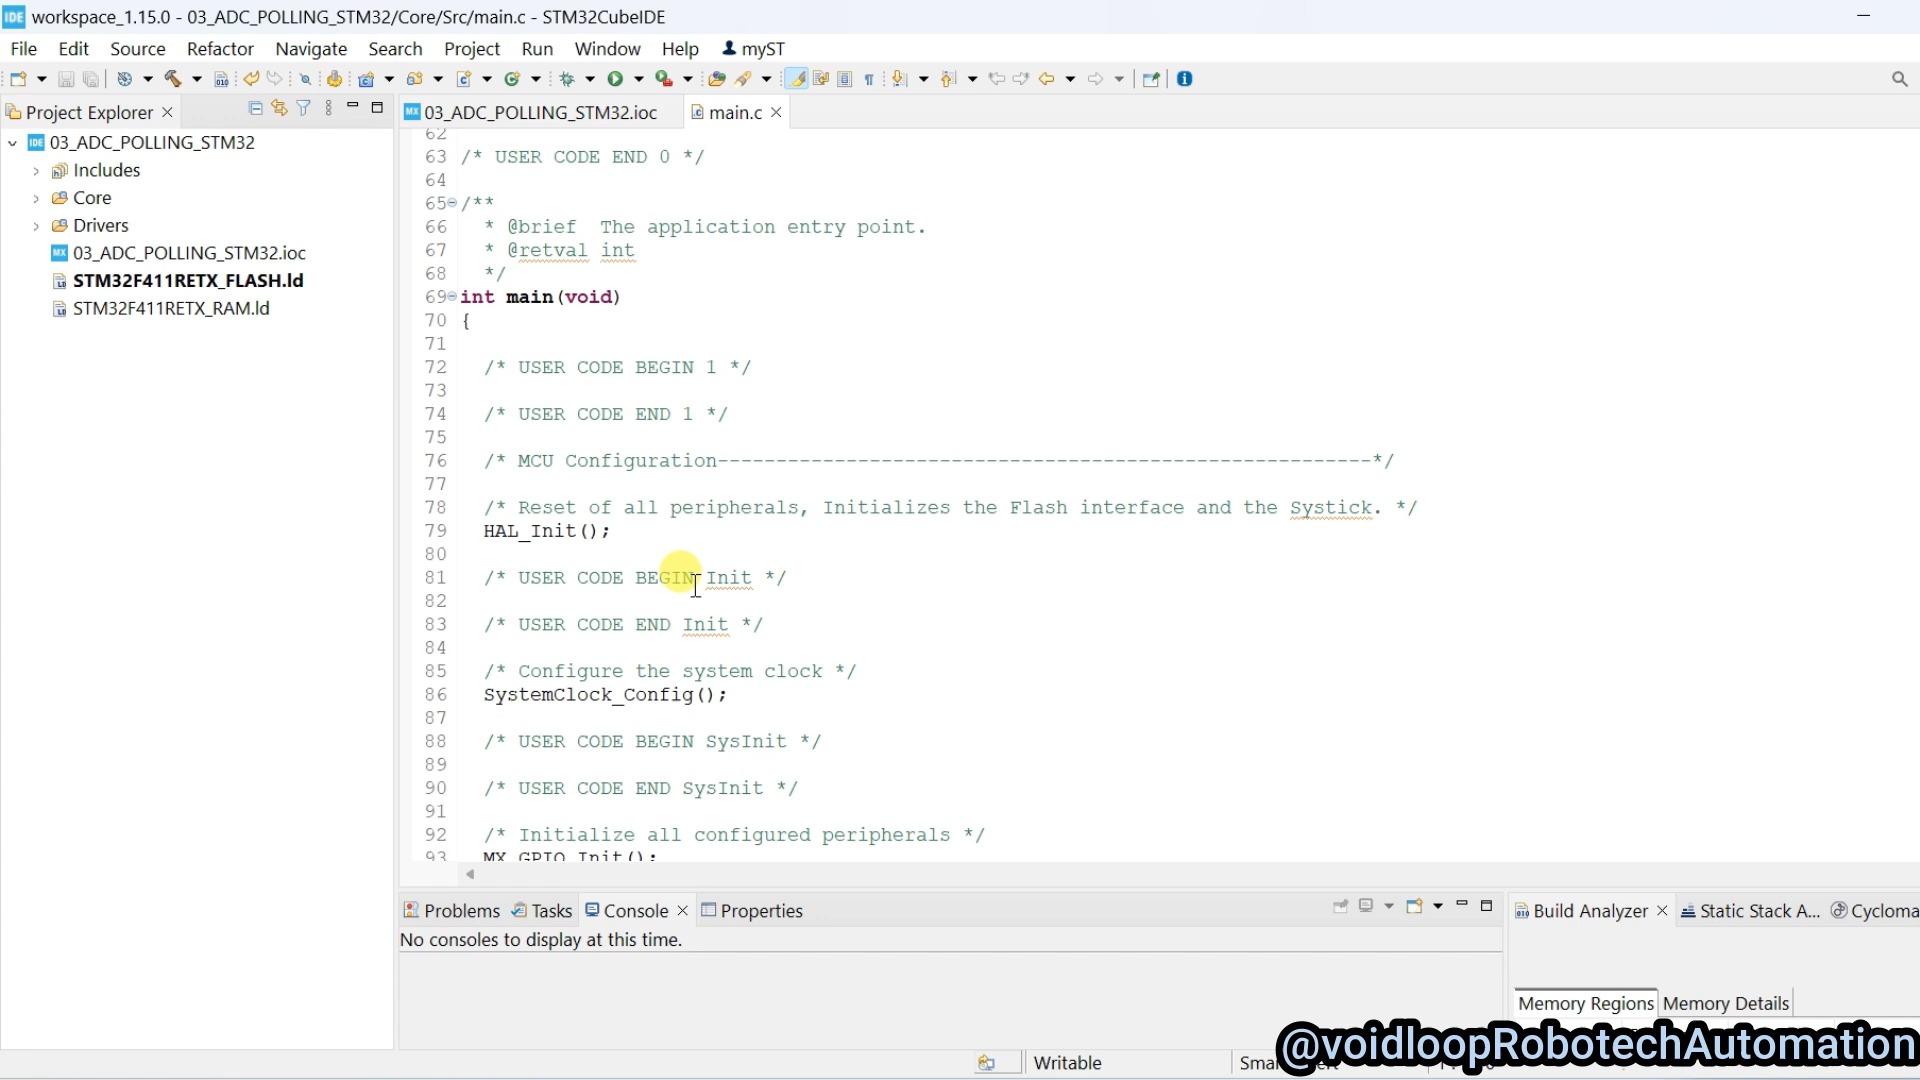 workspace_1.15.0 - 03_ADC_POLLING_STM32/Core/Src/main.c - STM32CubeIDE
File Edit Source Refactor Navigate Search Project Run Window Help myST
Project Explorer
03_ADC_POLLING_STM32.ioc main.c
03_ADC_POLLING_STM32
Includes
Core
Drivers
03_ADC_POLLING_STM32.ioc
STM32F411RETX_FLASH.ld
STM32F411RETX_RAM.ld
62
63 /* USER CODE END 0 */
64
65 /**
66 * @brief The application entry point.
67 * @retval int
68 */
69 int main(void)
70 {
71
72 /* USER CODE BEGIN 1 */
73
74 /* USER CODE END 1 */
75
76 /* MCU Configuration--------------------------------------------------------*/
77
78 /* Reset of all peripherals, Initializes the Flash interface and the Systick. */
79 HAL_Init();
80
81 /* USER CODE BEGIN Init */
82
83 /* USER CODE END Init */
84
85 /* Configure the system clock */
86 SystemClock_Config();
87
88 /* USER CODE BEGIN SysInit */
89
90 /* USER CODE END SysInit */
91
92 /* Initialize all configured peripherals */
93 MX_GPIO_Init();
Problems Tasks Console Properties
No consoles to display at this time.
Build Analyzer Static Stack A... Cycloma
Memory Regions Memory Details
Writable
@voidloopRobotechAutomation